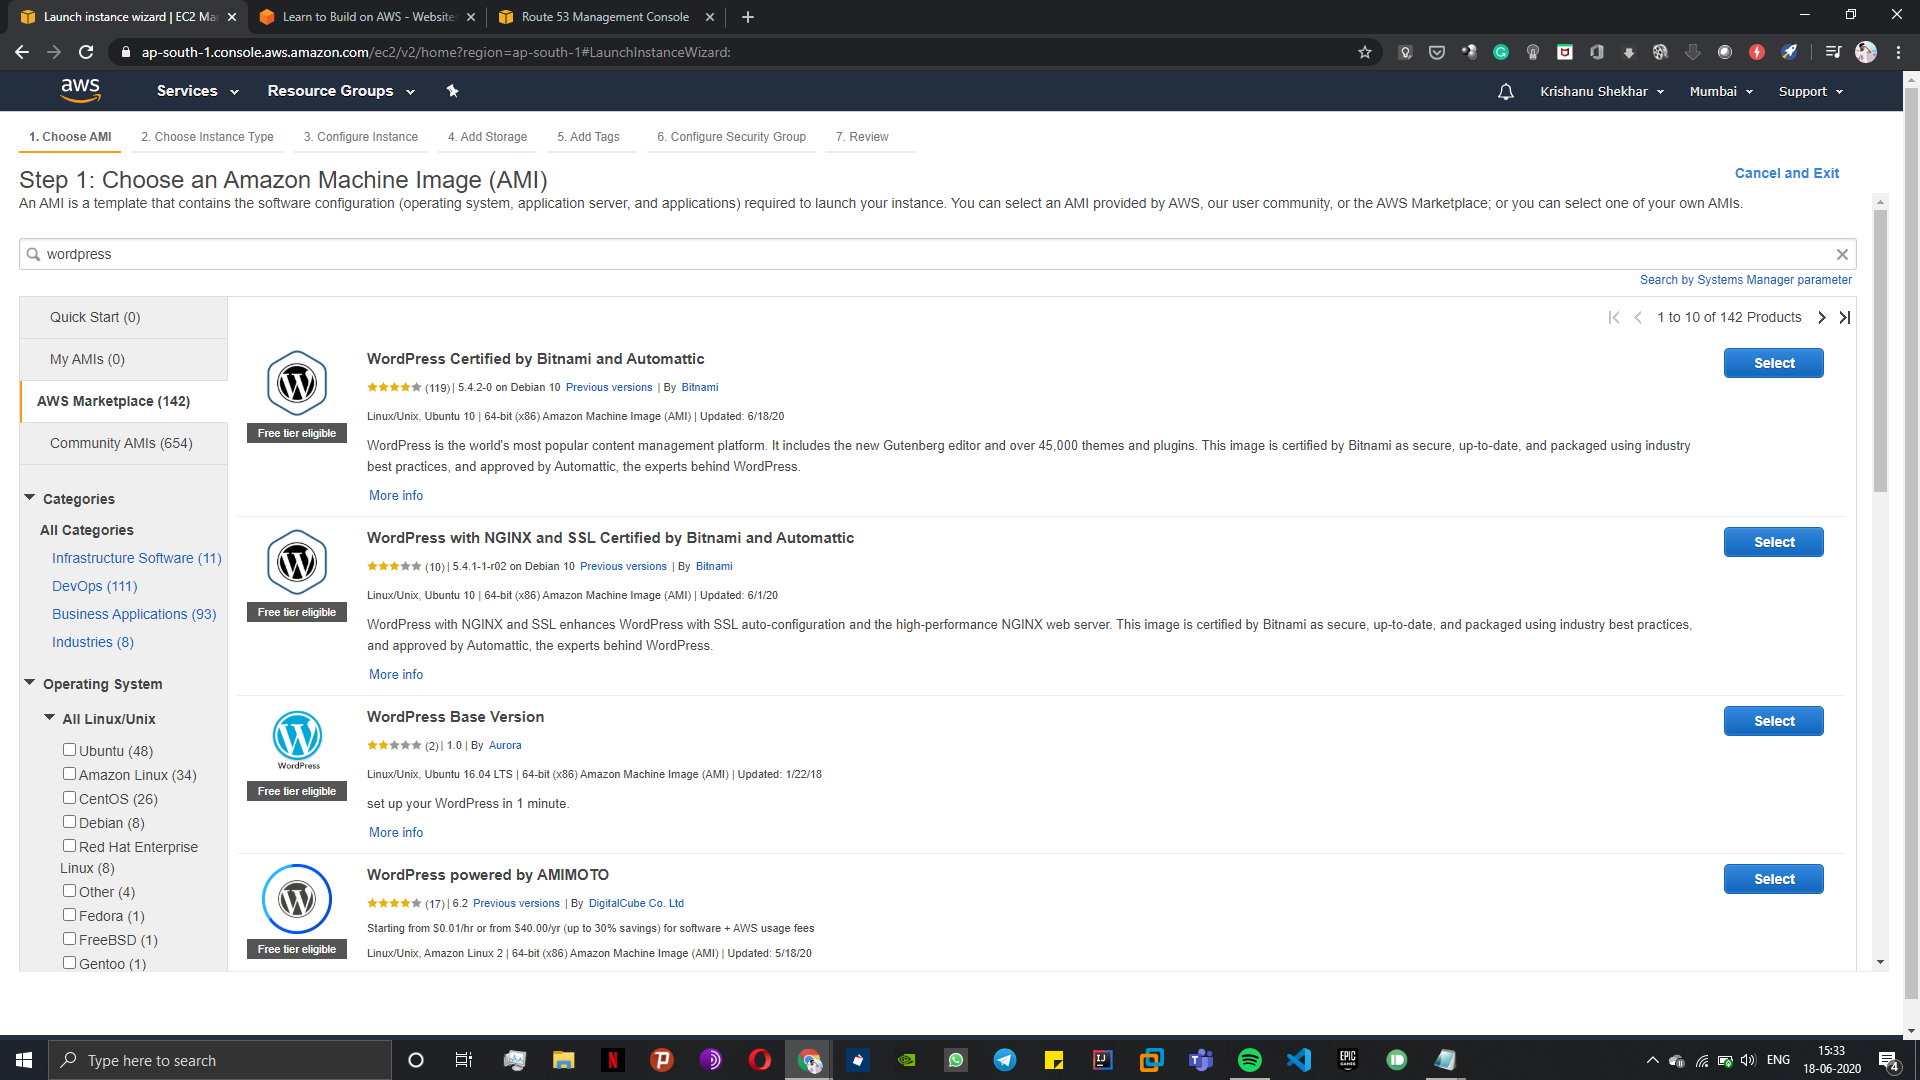 Launch instance wizard | EC2 Ma
Learn to Build on AWS - Website
Route 53 Management Console
ap-south-1.console.aws.amazon.com/ec2/v2/home?region=ap-south-1#LaunchInstanceWizard:
aws
Services
Resource Groups
Krishanu Shekhar
Mumbai
Support
1. Choose AMI
2. Choose Instance Type
3. Configure Instance
4. Add Storage
5. Add Tags
6. Configure Security Group
7. Review
Step 1: Choose an Amazon Machine Image (AMI)
Cancel and Exit
An AMI is a template that contains the software configuration (operating system, application server, and applications) required to launch your instance. You can select an AMI provided by AWS, our user community, or the AWS Marketplace; or you can select one of your own AMIs.
wordpress
Search by Systems Manager parameter
Quick Start (0)
My AMIs (0)
AWS Marketplace (142)
Community AMIs (654)
Categories
All Categories
Infrastructure Software (11)
DevOps (111)
Business Applications (93)
Industries (8)
Operating System
All Linux/Unix
Ubuntu (48)
Amazon Linux (34)
CentOS (26)
Debian (8)
Red Hat Enterprise
Linux (8)
Other (4)
Fedora (1)
FreeBSD (1)
Gentoo (1)
1 to 10 of 142 Products
WordPress Certified by Bitnami and Automattic
Select
(119) | 5.4.2-0 on Debian 10 Previous versions | By Bitnami
Linux/Unix, Ubuntu 10 | 64-bit (x86) Amazon Machine Image (AMI) | Updated: 6/18/20
Free tier eligible
WordPress is the world's most popular content management platform. It includes the new Gutenberg editor and over 45,000 themes and plugins. This image is certified by Bitnami as secure, up-to-date, and packaged using industry
best practices, and approved by Automattic, the experts behind WordPress.
More info
WordPress with NGINX and SSL Certified by Bitnami and Automattic
Select
(10) | 5.4.1-1-r02 on Debian 10 Previous versions | By Bitnami
Linux/Unix, Ubuntu 10 | 64-bit (x86) Amazon Machine Image (AMI) | Updated: 6/1/20
Free tier eligible
WordPress with NGINX and SSL enhances WordPress with SSL auto-configuration and the high-performance NGINX web server. This image is certified by Bitnami as secure, up-to-date, and packaged using industry best practices,
and approved by Automattic, the experts behind WordPress.
More info
WordPress Base Version
Select
(2) | 1.0 | By Aurora
WordPress
Linux/Unix, Ubuntu 16.04 LTS | 64-bit (x86) Amazon Machine Image (AMI) | Updated: 1/22/18
Free tier eligible
set up your WordPress in 1 minute.
More info
WordPress powered by AMIMOTO
Select
(17) | 6.2 Previous versions | By DigitalCube Co. Ltd
Starting from $0.01/hr or from $40.00/yr (up to 30% savings) for software + AWS usage fees
Free tier eligible
Linux/Unix, Amazon Linux 2 | 64-bit (x86) Amazon Machine Image (AMI) | Updated: 5/18/20
Type here to search
EPIC
GAMES
ENG
15:33
18-06-2020
4